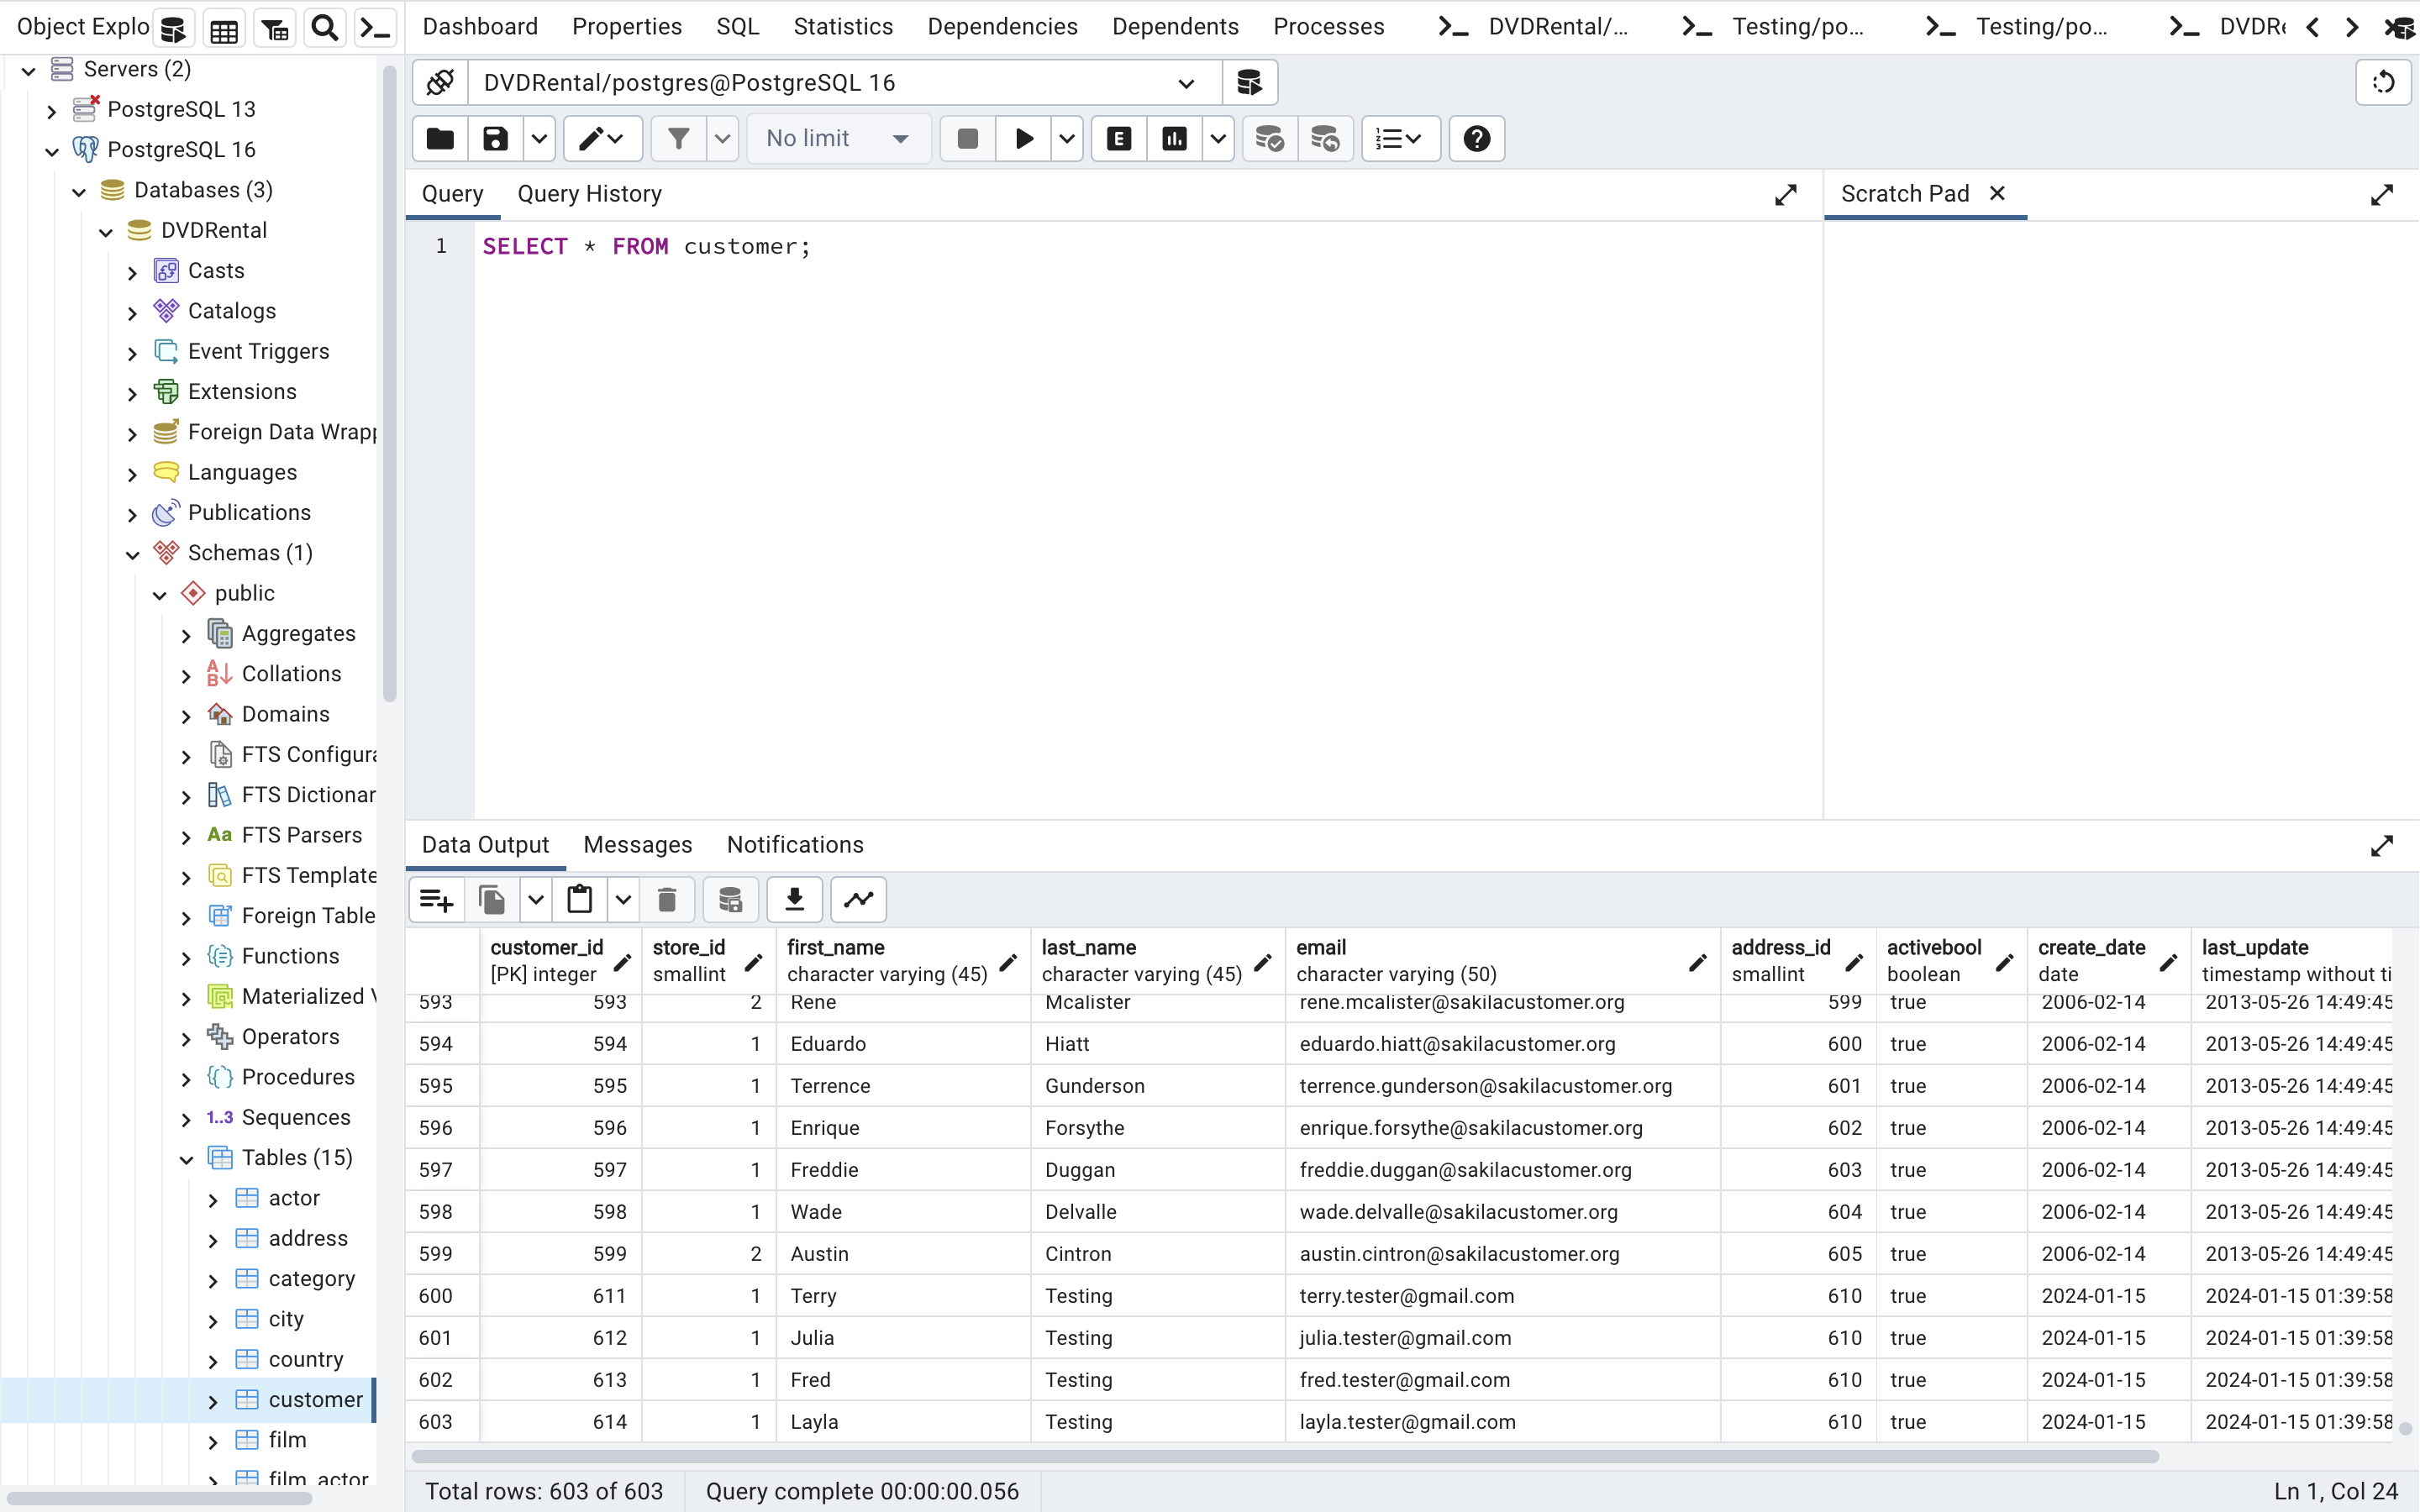 Object Explo
Dashboard Properties SQL Statistics Dependencies Dependents Processes DVDRental/... Testing/po... Testing/po... DVDRe
Servers (2)
PostgreSQL 13
PostgreSQL 16
Databases (3)
DVDRental
Casts
Catalogs
Event Triggers
Extensions
Foreign Data Wrapp
Languages
Publications
Schemas (1)
public
Aggregates
Collations
Domains
FTS Configura
FTS Dictionar
Aa FTS Parsers
FTS Template
Foreign Table
Functions
Materialized V
Operators
Procedures
1..3 Sequences
Tables (15)
actor
address
category
city
country
customer
film
film_actor
DVDRental/postgres@PostgreSQL 16
No limit E
Query Query History
1 SELECT * FROM customer;
Scratch Pad
Data Output Messages Notifications
customer_id store_id first_name last_name email address_id activebool create_date last_update
[PK] integer smallint character varying (45) character varying (45) character varying (50) smallint boolean date timestamp without ti
593 593 2 Rene Mcalister rene.mcalister@sakilacustomer.org 599 true 2006-02-14 2013-05-26 14:49:45
594 594 1 Eduardo Hiatt eduardo.hiatt@sakilacustomer.org 600 true 2006-02-14 2013-05-26 14:49:45
595 595 1 Terrence Gunderson terrence.gunderson@sakilacustomer.org 601 true 2006-02-14 2013-05-26 14:49:45
596 596 1 Enrique Forsythe enrique.forsythe@sakilacustomer.org 602 true 2006-02-14 2013-05-26 14:49:45
597 597 1 Freddie Duggan freddie.duggan@sakilacustomer.org 603 true 2006-02-14 2013-05-26 14:49:45
598 598 1 Wade Delvalle wade.delvalle@sakilacustomer.org 604 true 2006-02-14 2013-05-26 14:49:45
599 599 2 Austin Cintron austin.cintron@sakilacustomer.org 605 true 2006-02-14 2013-05-26 14:49:45
600 611 1 Terry Testing terry.tester@gmail.com 610 true 2024-01-15 2024-01-15 01:39:58
601 612 1 Julia Testing julia.tester@gmail.com 610 true 2024-01-15 2024-01-15 01:39:58
602 613 1 Fred Testing fred.tester@gmail.com 610 true 2024-01-15 2024-01-15 01:39:58
603 614 1 Layla Testing layla.tester@gmail.com 610 true 2024-01-15 2024-01-15 01:39:58
Total rows: 603 of 603 Query complete 00:00:00.056 Ln 1, Col 24